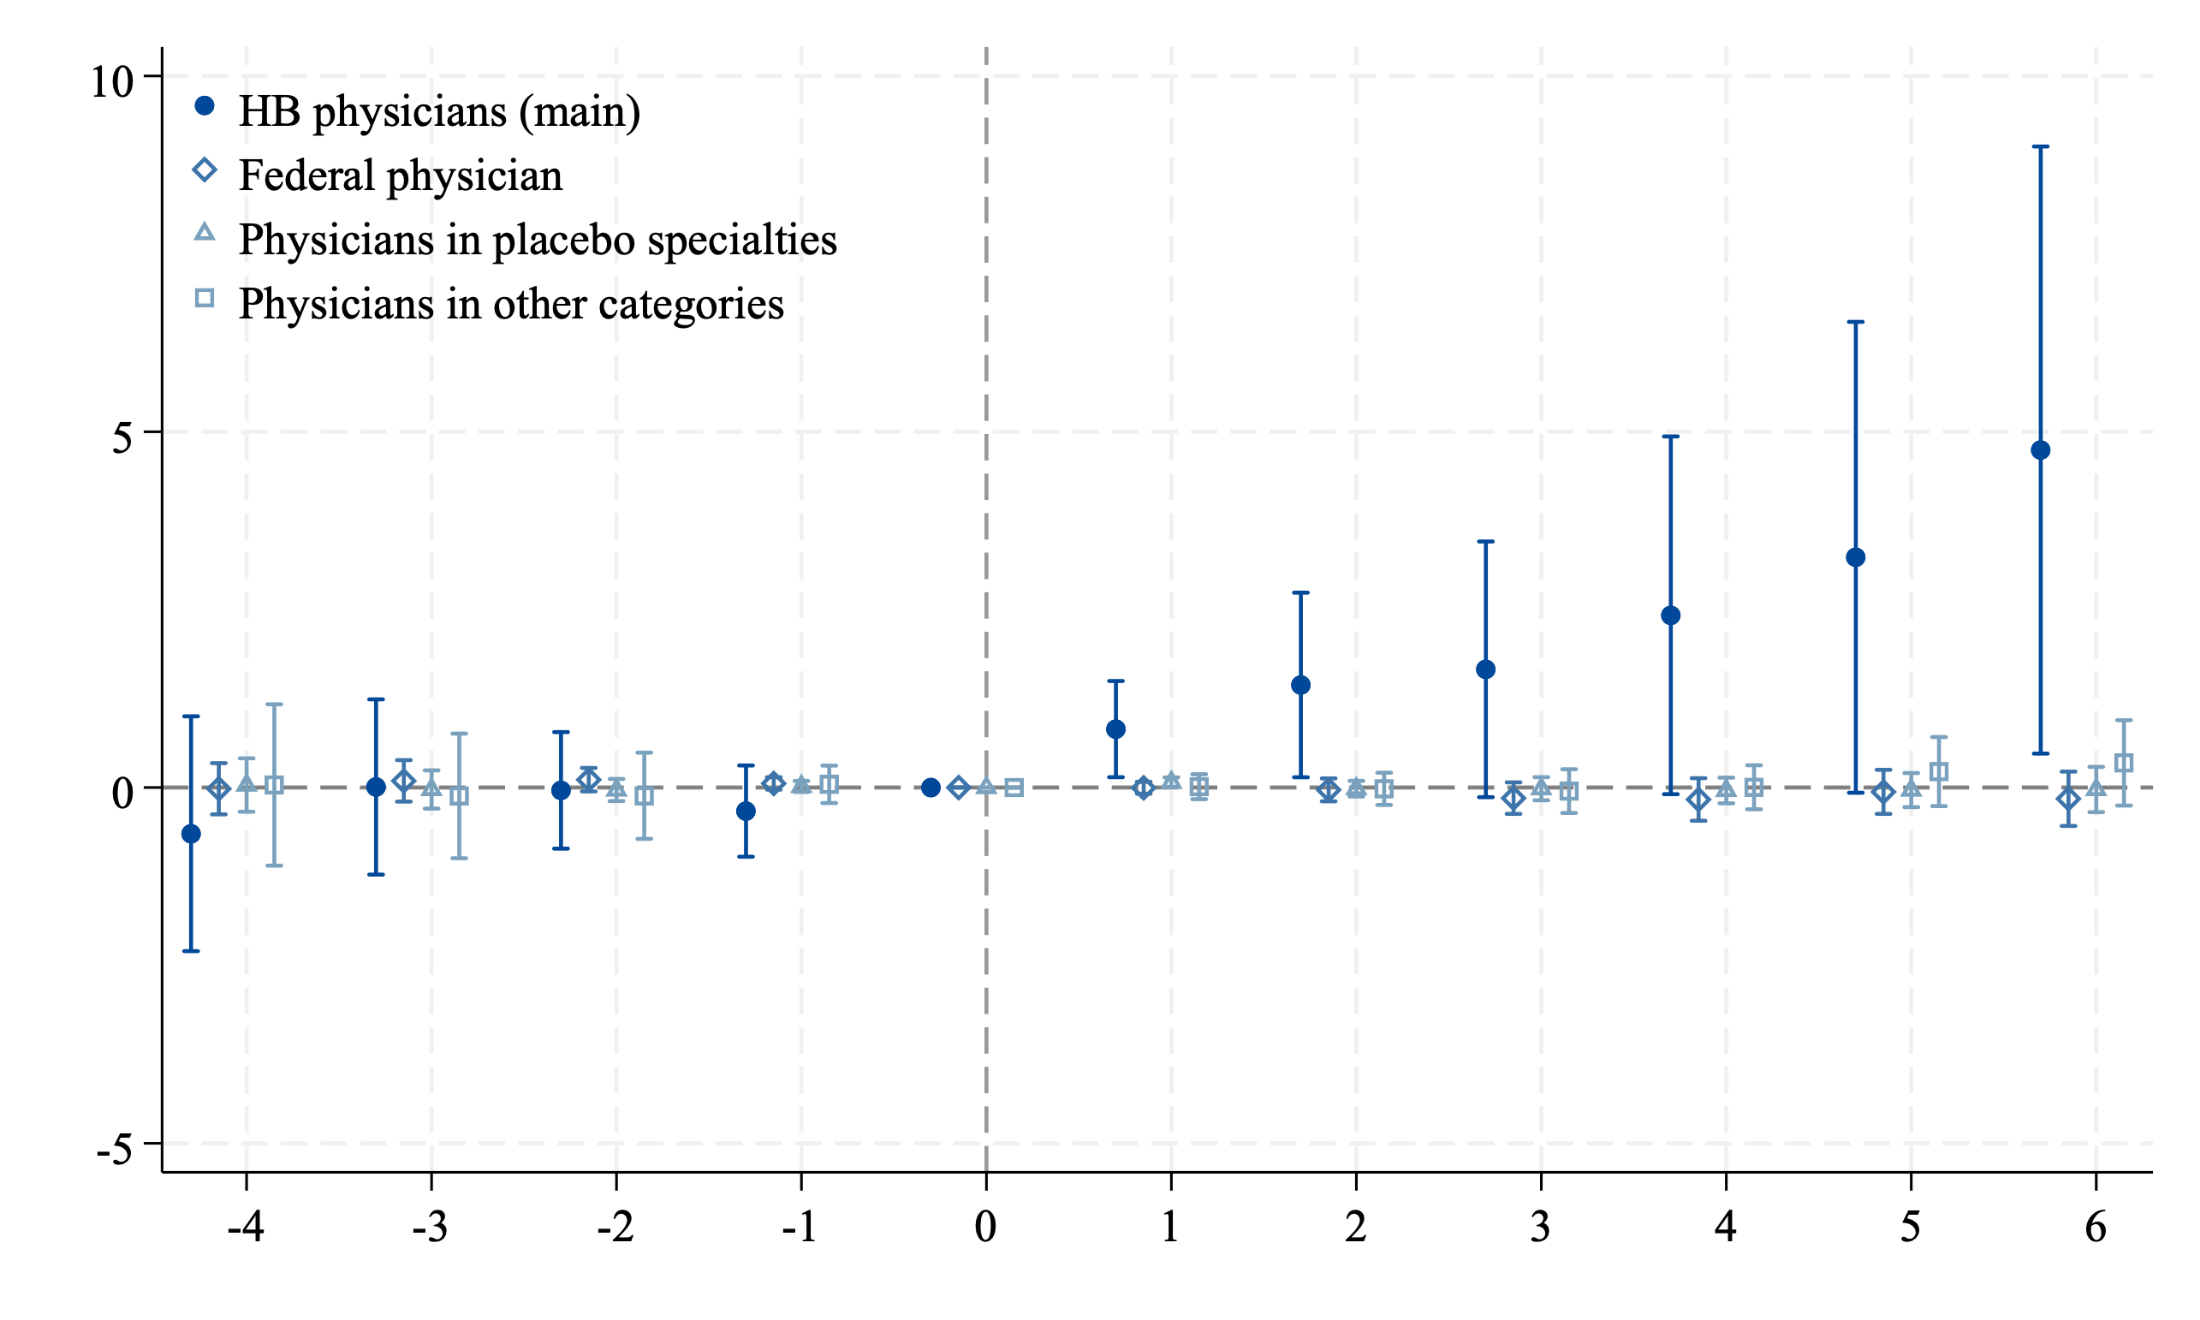 10
HB physicians (main)
Federal physician
Physicians in placebo specialties
Physicians in other categories
5
0
-5
-4 -3 -2 -1 0 1 2 3 4 5 6